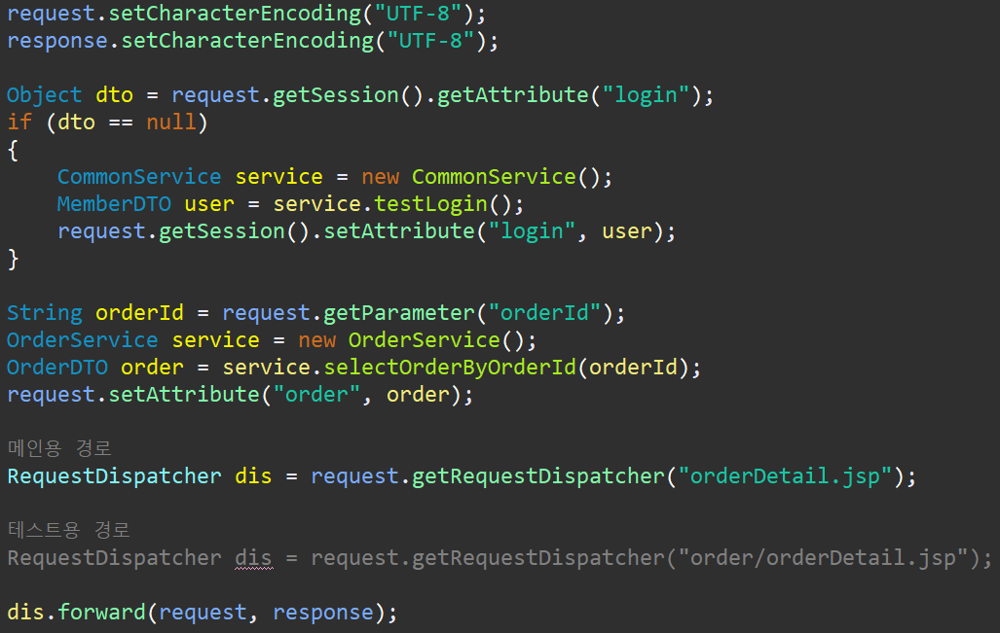 request.setCharacterEncoding("UTF-8");
response.setCharacterEncoding("UTF-8");
Object dto = request.getSession().getAttribute("login");
if (dto == null)
{
CommonService service = new CommonService();
MemberDTO user = service.testLogin();
request.getSession().setAttribute("login", user);
}
String orderId = request.getParameter("orderId");
OrderService service = new OrderService();
OrderDTO order = service.selectOrderByOrderId(orderId);
request.setAttribute("order", order);
메인용 경로
RequestDispatcher dis = request.getRequestDispatcher("orderDetail.jsp");
테스트용 경로
RequestDispatcher dis = request.getRequestDispatcher("order/orderDetail.jsp");
dis.forward(request, response);